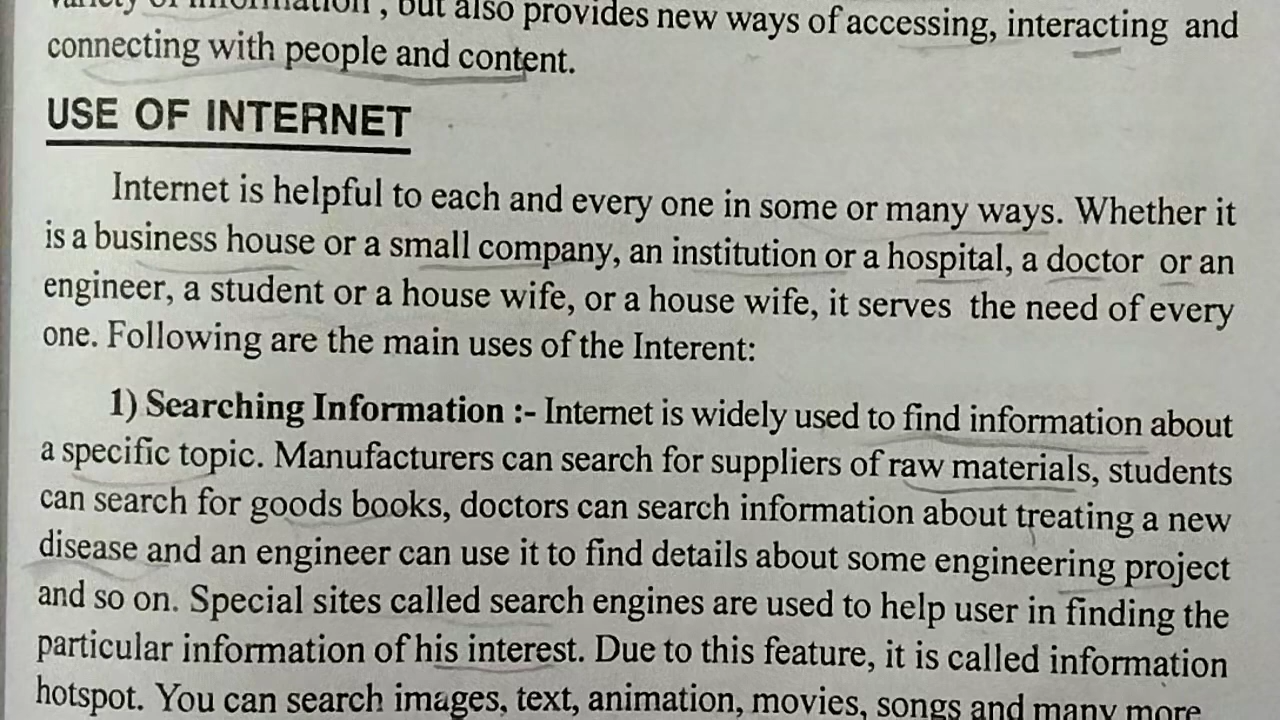 variety of information , but also provides new ways of accessing, interacting and
connecting with people and content.
USE OF INTERNET
Internet is helpful to each and every one in some or many ways. Whether it
is a business house or a small company, an institution or a hospital, a doctor or an
engineer, a student or a house wife, or a house wife, it serves the need of every
one. Following are the main uses of the Interent:
1) Searching Information :- Internet is widely used to find information about
a specific topic. Manufacturers can search for suppliers of raw materials, students
can search for goods books, doctors can search information about treating a new
disease and an engineer can use it to find details about some engineering project
and so on. Special sites called search engines are used to help user in finding the
particular information of his interest. Due to this feature, it is called information
hotspot. You can search images, text, animation, movies, songs and many more